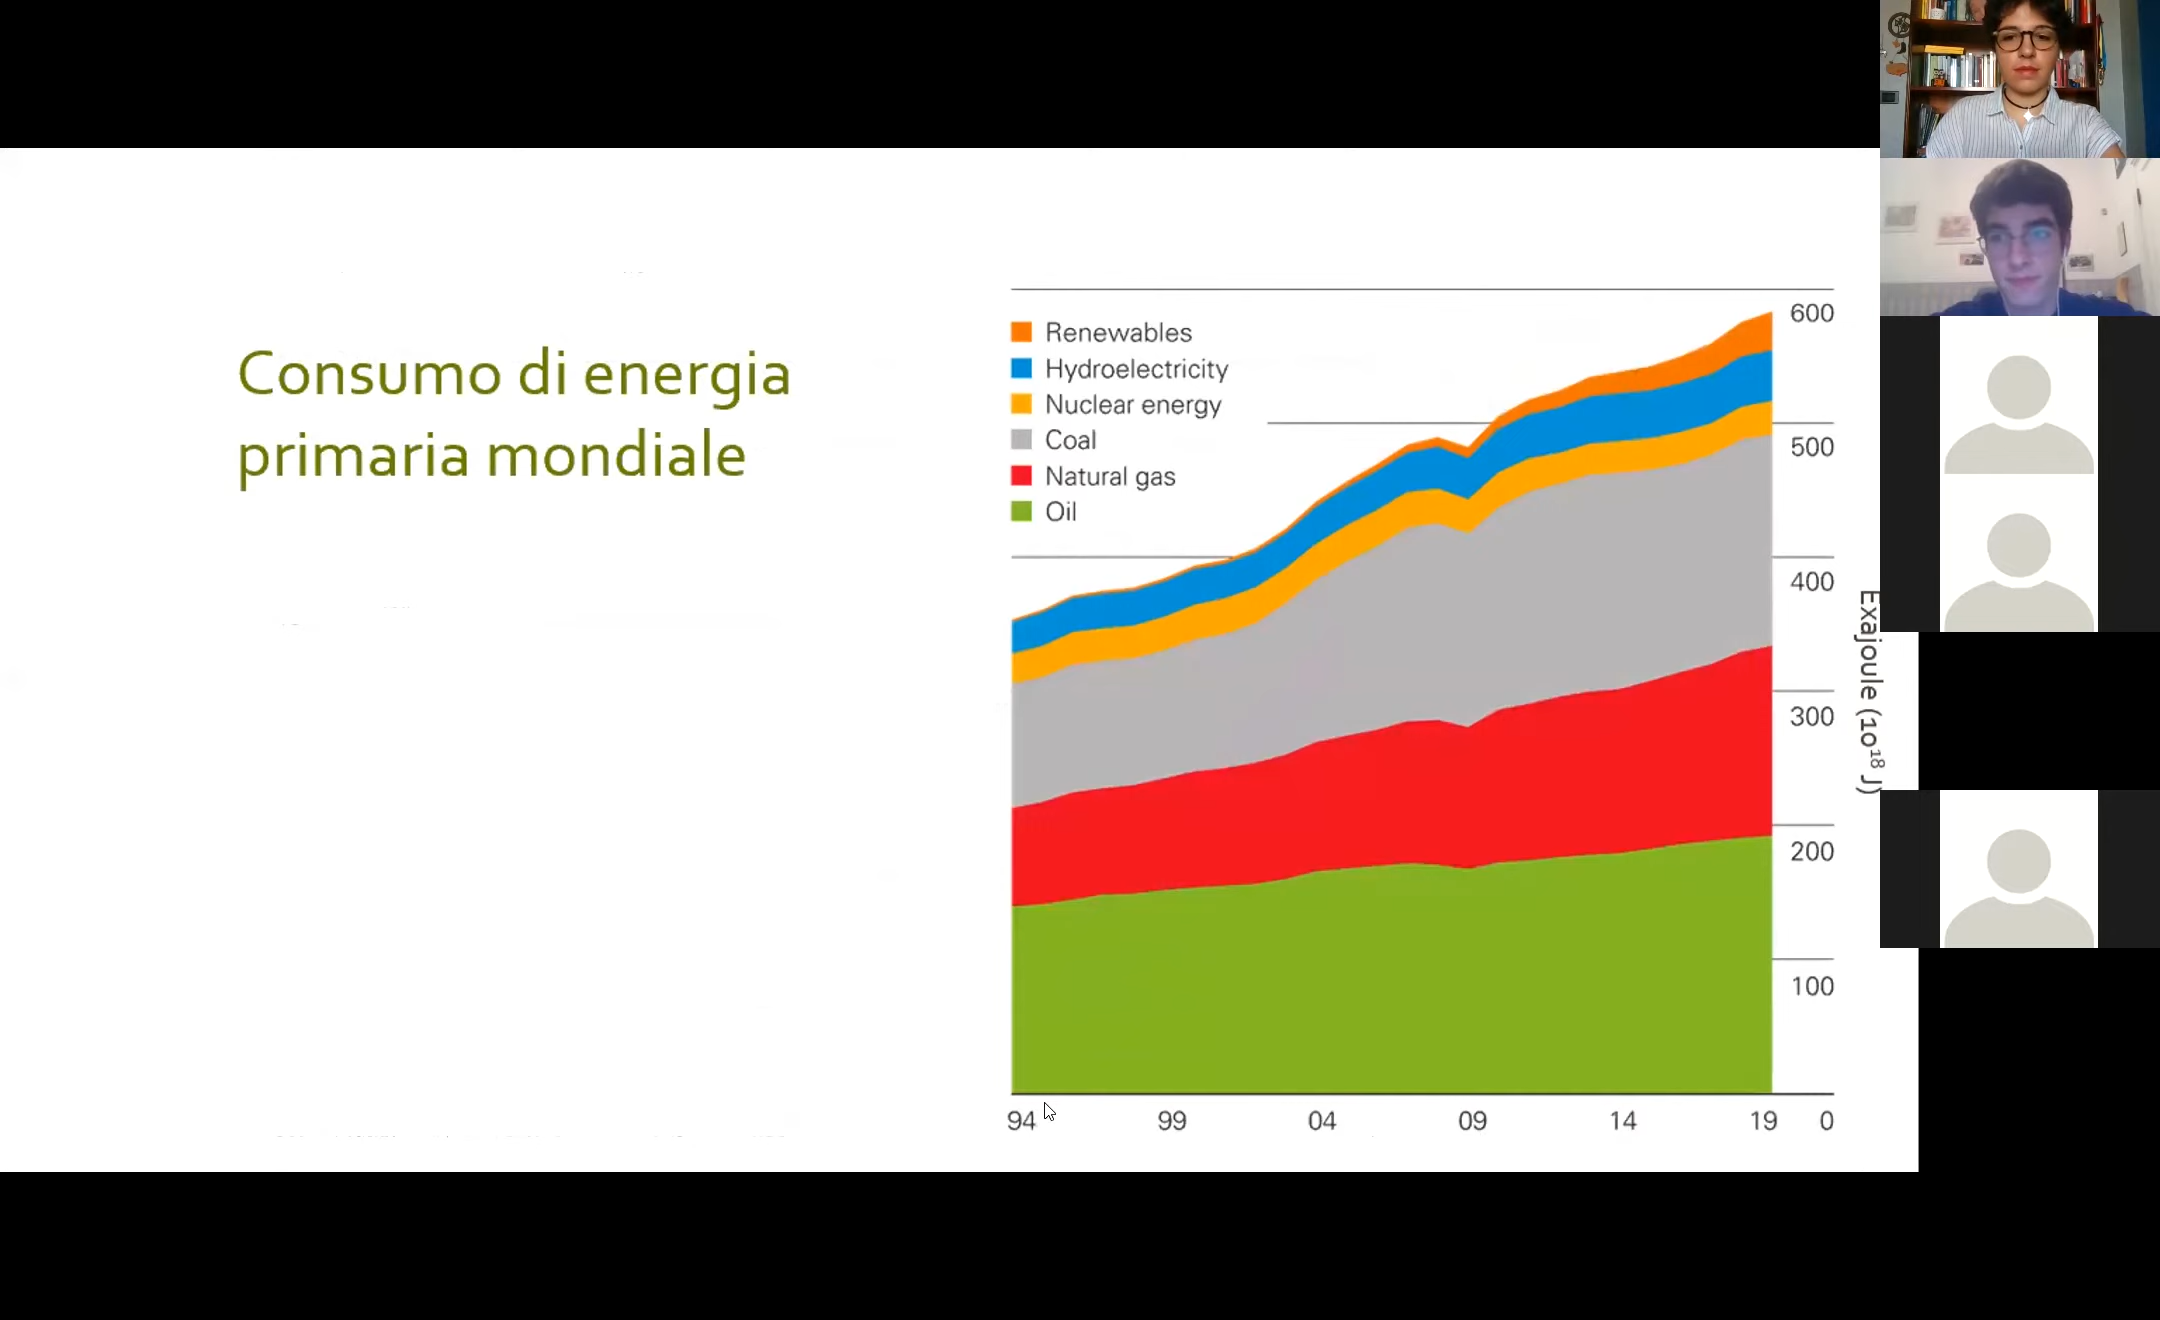 Consumo di energia
primaria mondiale
Renewables
Hydroelectricity
Nuclear energy
Coal
Natural gas
Oil
600
500
400
300
200
100
0
94 99 04 09 14 19
Exajoule (10¹⁸ J)